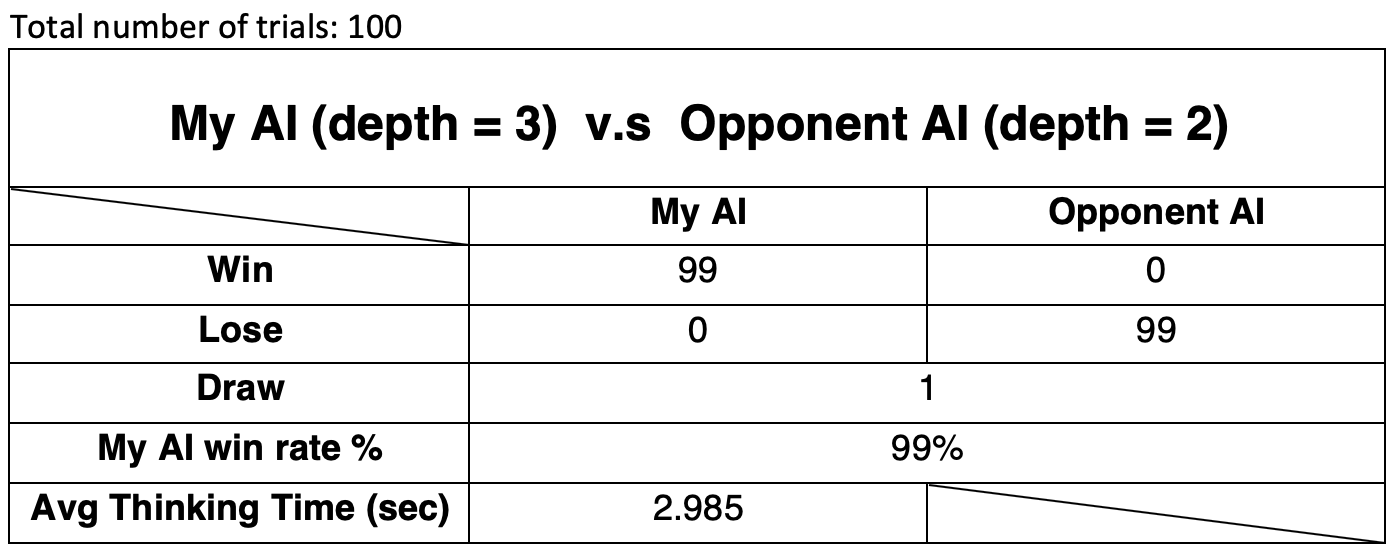 Total number of trials: 100
My AI (depth = 3) v.s Opponent AI (depth = 2)
My AI Opponent AI
Win 99 0
Lose 0 99
Draw 1
My AI win rate % 99%
Avg Thinking Time (sec) 2.985